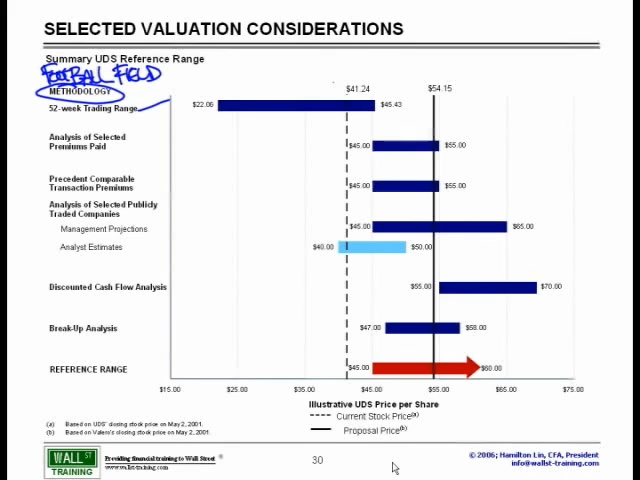 SELECTED VALUATION CONSIDERATIONS
Summary UDS Reference Range
FOOTBALL FIELD
METHODOLOGY
$41.24 $54.15
52-week Trading Range $22.06 $45.43
Analysis of Selected
Premiums Paid
$45.00 $55.00
Precedent Comparable
Transaction Premiums
$45.00 $55.00
Analysis of Selected Publicly
Traded Companies
Management Projections $45.00 $65.00
Analyst Estimates $40.00 $50.00
Discounted Cash Flow Analysis $55.00 $70.00
Break-Up Analysis $47.00 $58.00
REFERENCE RANGE $45.00 $60.00
$15.00 $25.00 $35.00 $45.00 $55.00 $65.00 $75.00
Illustrative UDS Price per Share
Current Stock Price(a)
Proposal Price(b)
(a) Based on UDS' closing stock price on May 2, 2001.
(b) Based on Valero's closing stock price on May 2, 2001.
WALL ST
TRAINING
Providing financial training to Wall Street ®
www.wallst-training.com
30
© 2006; Hamilton Lin, CFA, President
info@wallst-training.com